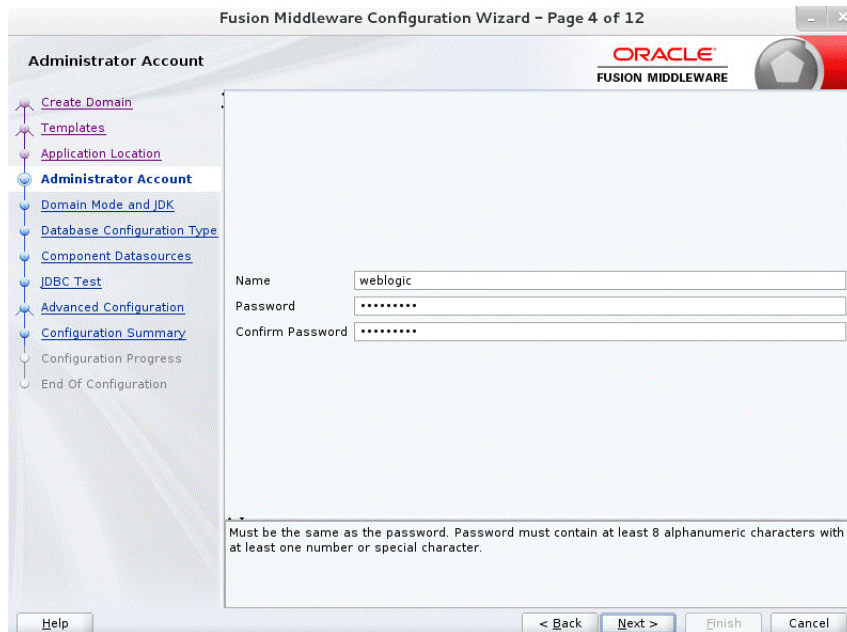 Fusion Middleware Configuration Wizard - Page 4 of 12
Administrator Account
ORACLE
FUSION MIDDLEWARE
Create Domain
Templates
Application Location
Administrator Account
Domain Mode and JDK
Database Configuration Type
Component Datasources
JDBC Test
Advanced Configuration
Configuration Summary
Configuration Progress
End Of Configuration
Name weblogic
Password •••••••••
Confirm Password •••••••••
Must be the same as the password. Password must contain at least 8 alphanumeric characters with
at least one number or special character.
Help
< Back
Next >
Finish
Cancel